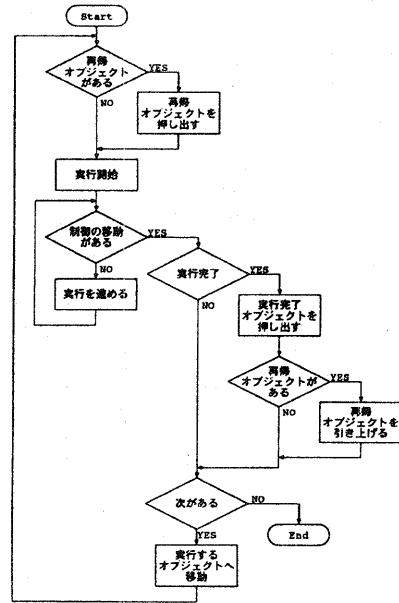 Start
再帰
オブジェクト
がある
YES
NO
再帰
オブジェクトを
押し出す
実行開始
制御の移動
がある
YES
NO
実行を進める
実行完了
YES
NO
実行完了
オブジェクトを
押し出す
再帰
オブジェクトが
ある
YES
NO
再帰
オブジェクトを
引き上げる
次がある
NO
YES
End
実行する
オブジェクトへ
移動